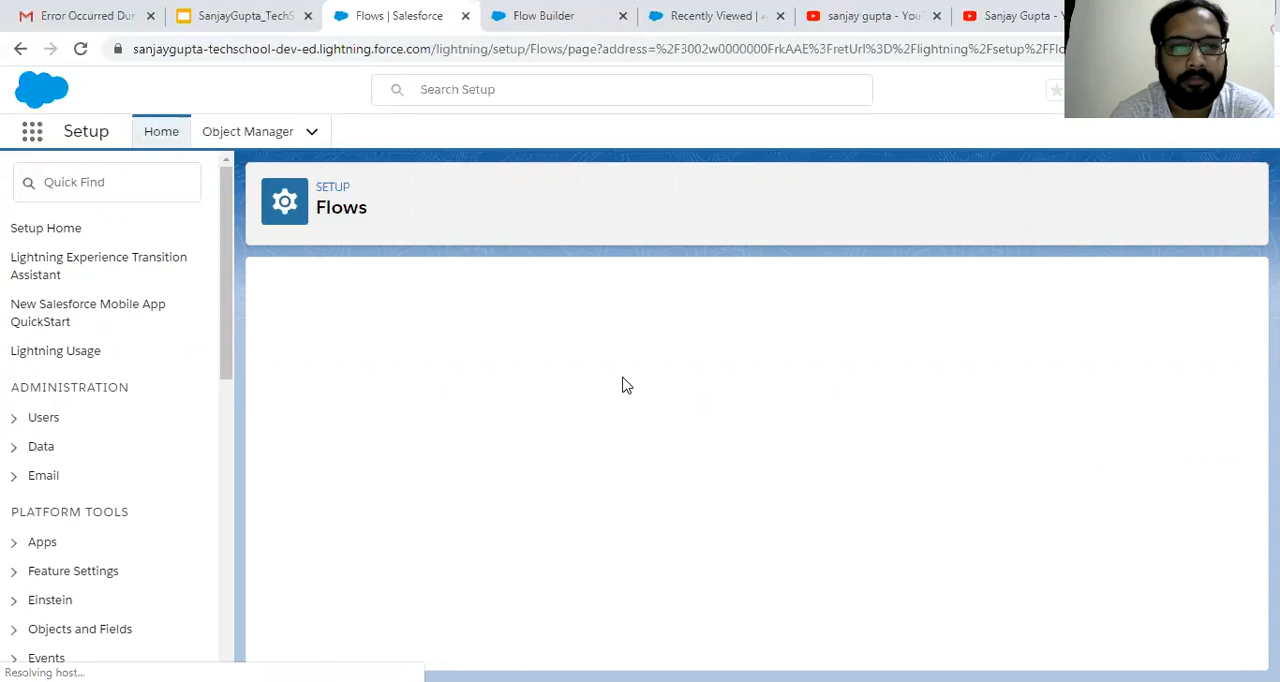 Error Occurred Dur
SanjayGupta_TechS
Flows | Salesforce
Flow Builder
Recently Viewed |
sanjay gupta - You
Sanjay Gupta - Y
sanjaygupta-techschool-dev-ed.lightning.force.com/lightning/setup/Flows/page?address=%2F3002w0000000FrkAAE%3FretUrl%3D%2Flightning%2Fsetup%2FFlo
Search Setup
Setup
Home
Object Manager
Quick Find
SETUP
Flows
Setup Home
Lightning Experience Transition
Assistant
New Salesforce Mobile App
QuickStart
Lightning Usage
ADMINISTRATION
Users
Data
Email
PLATFORM TOOLS
Apps
Feature Settings
Einstein
Objects and Fields
Events
Resolving host...